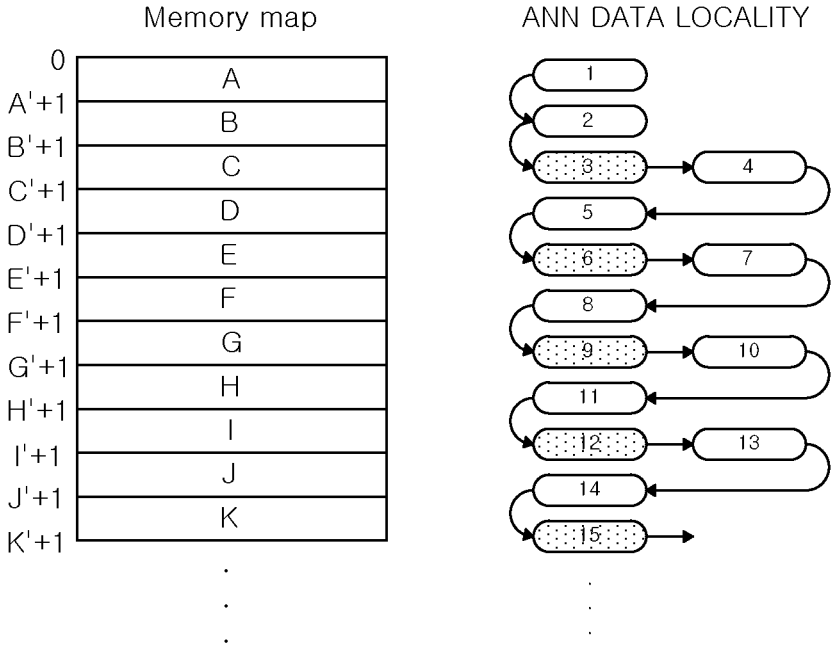 Memory map
ANN DATA LOCALITY
0
A
A'+1
B
B'+1
C
C'+1
D
D'+1
E
E'+1
F
F'+1
G
G'+1
H
H'+1
I
I'+1
J
J'+1
K
K'+1
1
2
3
4
5
6
7
8
9
10
11
12
13
14
15